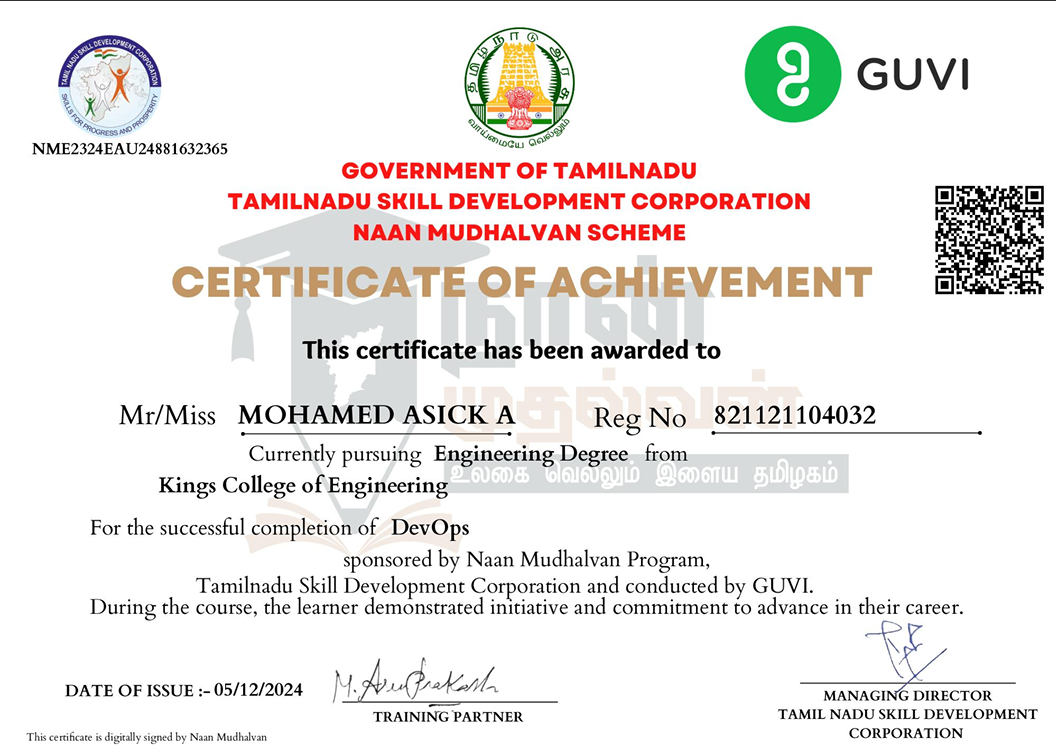 TAMIL NADU SKILL DEVELOPMENT CORPORATION
SKILLS FOR PROGRESS AND PROSPERITY
NME2324EAU24881632365
தமிழ்நாடு அரசு
வாய்மையே வெல்லும்
GUVI
GOVERNMENT OF TAMILNADU
TAMILNADU SKILL DEVELOPMENT CORPORATION
NAAN MUDHALVAN SCHEME
CERTIFICATE OF ACHIEVEMENT
நான்
This certificate has been awarded to
முதல்வன்
Mr/Miss MOHAMED ASICK A Reg No 821121104032
Currently pursuing Engineering Degree from
உலகை வெல்லும் இளைய தமிழகம்
Kings College of Engineering
For the successful completion of DevOps
sponsored by Naan Mudhalvan Program,
Tamilnadu Skill Development Corporation and conducted by GUVI.
During the course, the learner demonstrated initiative and commitment to advance in their career.
DATE OF ISSUE :- 05/12/2024
M. ArunPrakash
TRAINING PARTNER
MANAGING DIRECTOR
TAMIL NADU SKILL DEVELOPMENT
CORPORATION
This certificate is digitally signed by Naan Mudhalvan